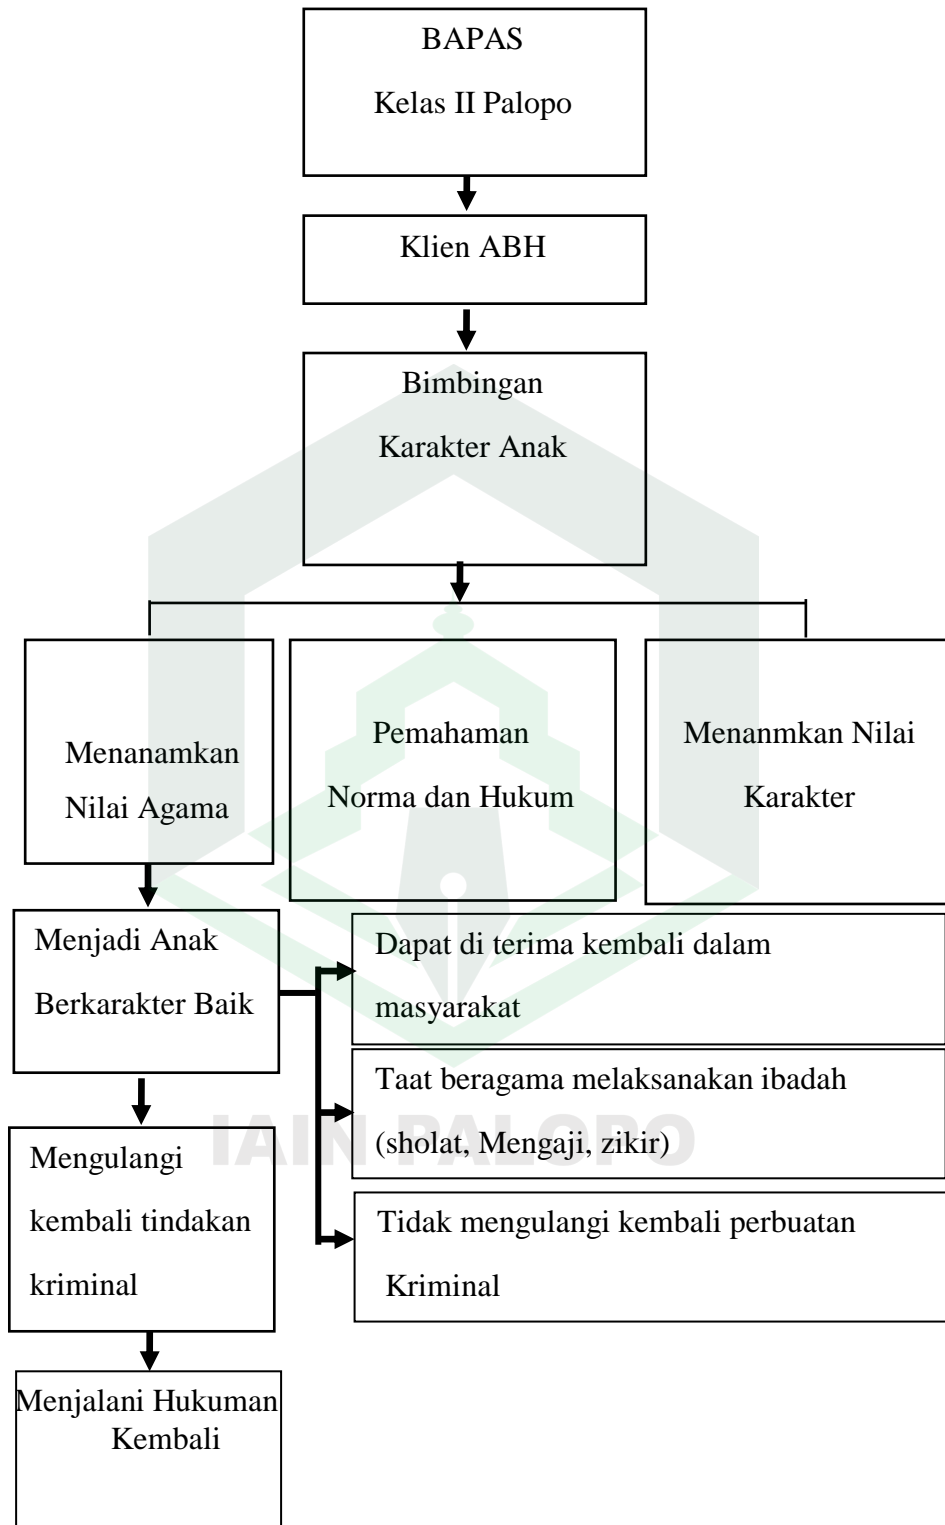 BAPAS
Kelas II Palopo
Klien ABH
Bimbingan
Karakter Anak
Menanamkan
Nilai Agama
Pemahaman
Norma dan Hukum
Menanmkan Nilai
Karakter
Menjadi Anak
Berkarakter Baik
Dapat di terima kembali dalam
masyarakat
Taat beragama melaksanakan ibadah
(sholat, Mengaji, zikir)
Tidak mengulangi kembali perbuatan
Kriminal
Mengulangi
kembali tindakan
kriminal
Menjalani Hukuman
Kembali
IAIN PALOPO